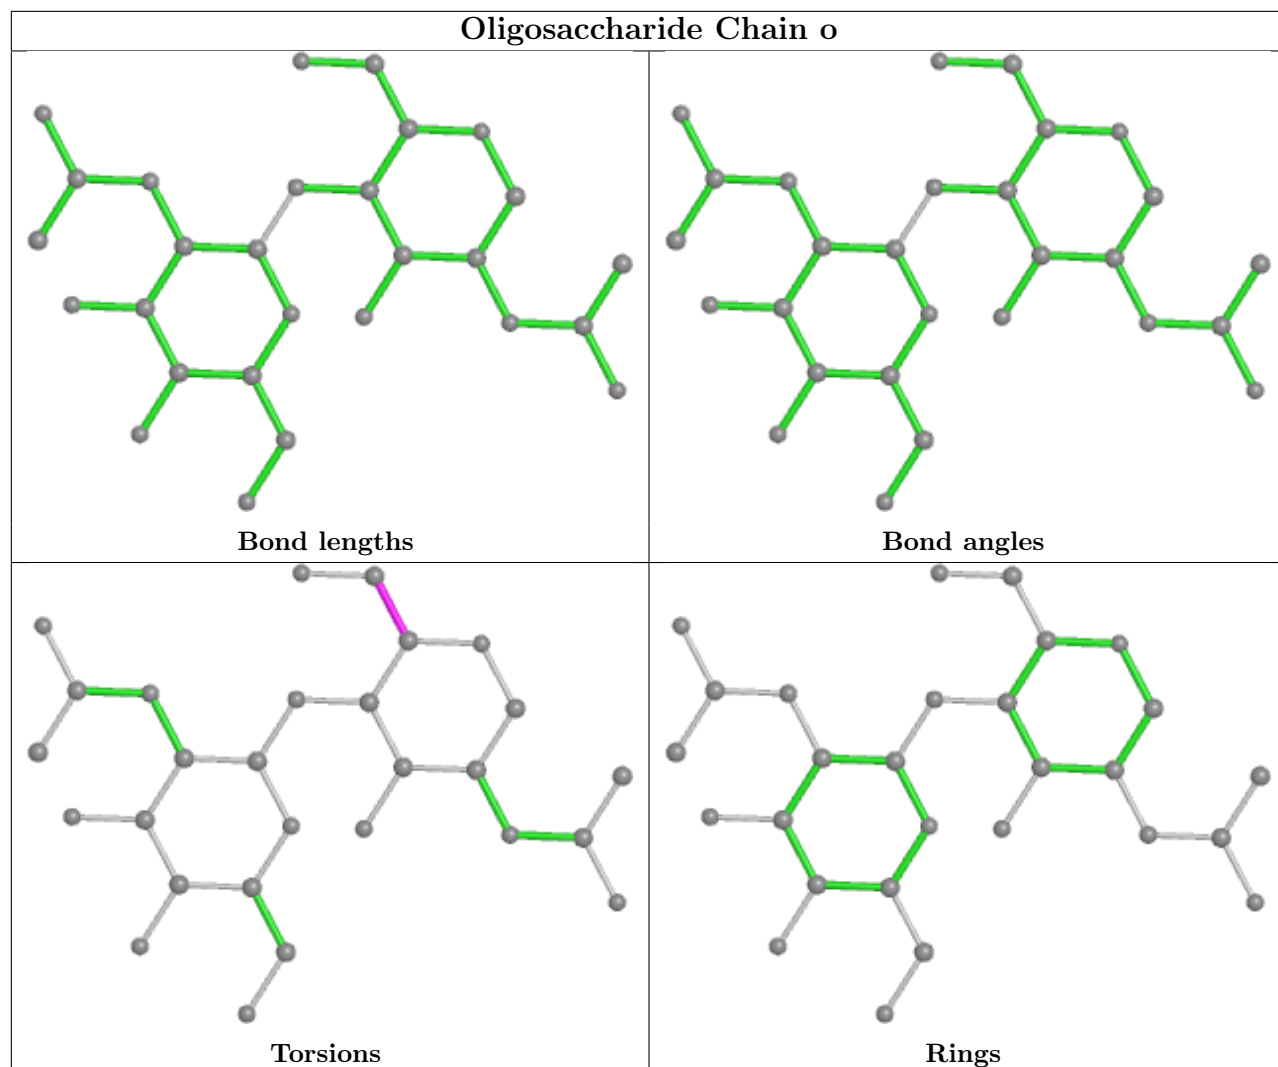 Oligosaccharide Chain o
Bond lengths
Bond angles
Torsions
Rings